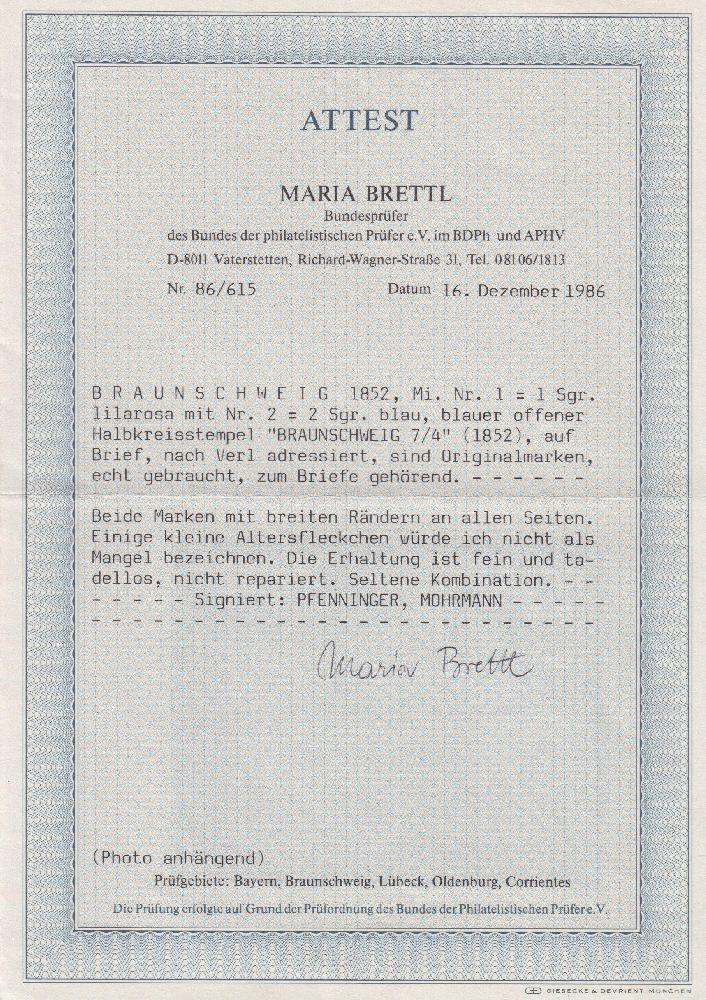 ATTEST
MARIA BRETTL
Bundesprüfer
des Bundes der philatelistischen Prüfer e.V. im BDPh und APHV
D-8011 Vaterstetten, Richard-Wagner-Straße 31, Tel. 08106/1813
Nr. 86/615 Datum 16. Dezember 1986
B R A U N S C H W E I G 1852, Mi. Nr. 1 = 1 Sgr.
lilarosa mit Nr. 2 = 2 Sgr. blau, blauer offener
Halbkreisstempel "BRAUNSCHWEIG 7/4" (1852), auf
Brief, nach Verl adressiert, sind Originalmarken,
echt gebraucht, zum Briefe gehörend. - - - - - -
Beide Marken mit breiten Rändern an allen Seiten.
Einige kleine Altersfleckchen würde ich nicht als
Mangel bezeichnen. Die Erhaltung ist fein und ta-
dellos, nicht repariert. Seltene Kombination. - -
- - - - - Signiert: PFENNINGER, MOHRMANN - - - - -
- - - - - - - - - - - - - - - - - - - - - - - - -
Maria Brettl
(Photo anhängend)
Prüfgebiete: Bayern, Braunschweig, Lübeck, Oldenburg, Corrientes
Die Prüfung erfolgte auf Grund der Prüfordnung des Bundes der Philatelistischen Prüfer e.V.
GIESECKE & DEVRIENT MÜNCHEN